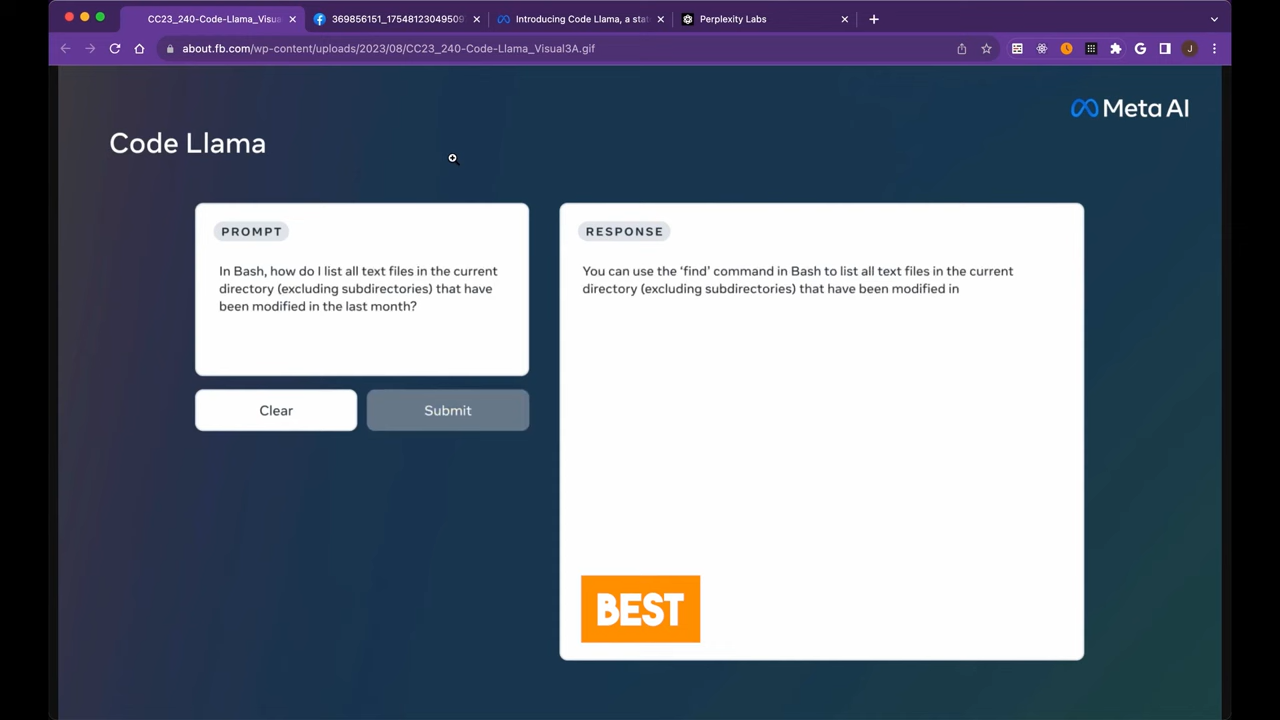 CC23_240-Code-Llama_Visua
369856151_17548123049509
Introducing Code Llama, a sta
Perplexity Labs
about.fb.com/wp-content/uploads/2023/08/CC23_240-Code-Llama_Visual3A.gif
J
Meta AI
Code Llama
PROMPT
In Bash, how do I list all text files in the current
directory (excluding subdirectories) that have
been modified in the last month?
Clear
Submit
RESPONSE
You can use the ‘find’ command in Bash to list all text files in the current
directory (excluding subdirectories) that have been modified in
BEST